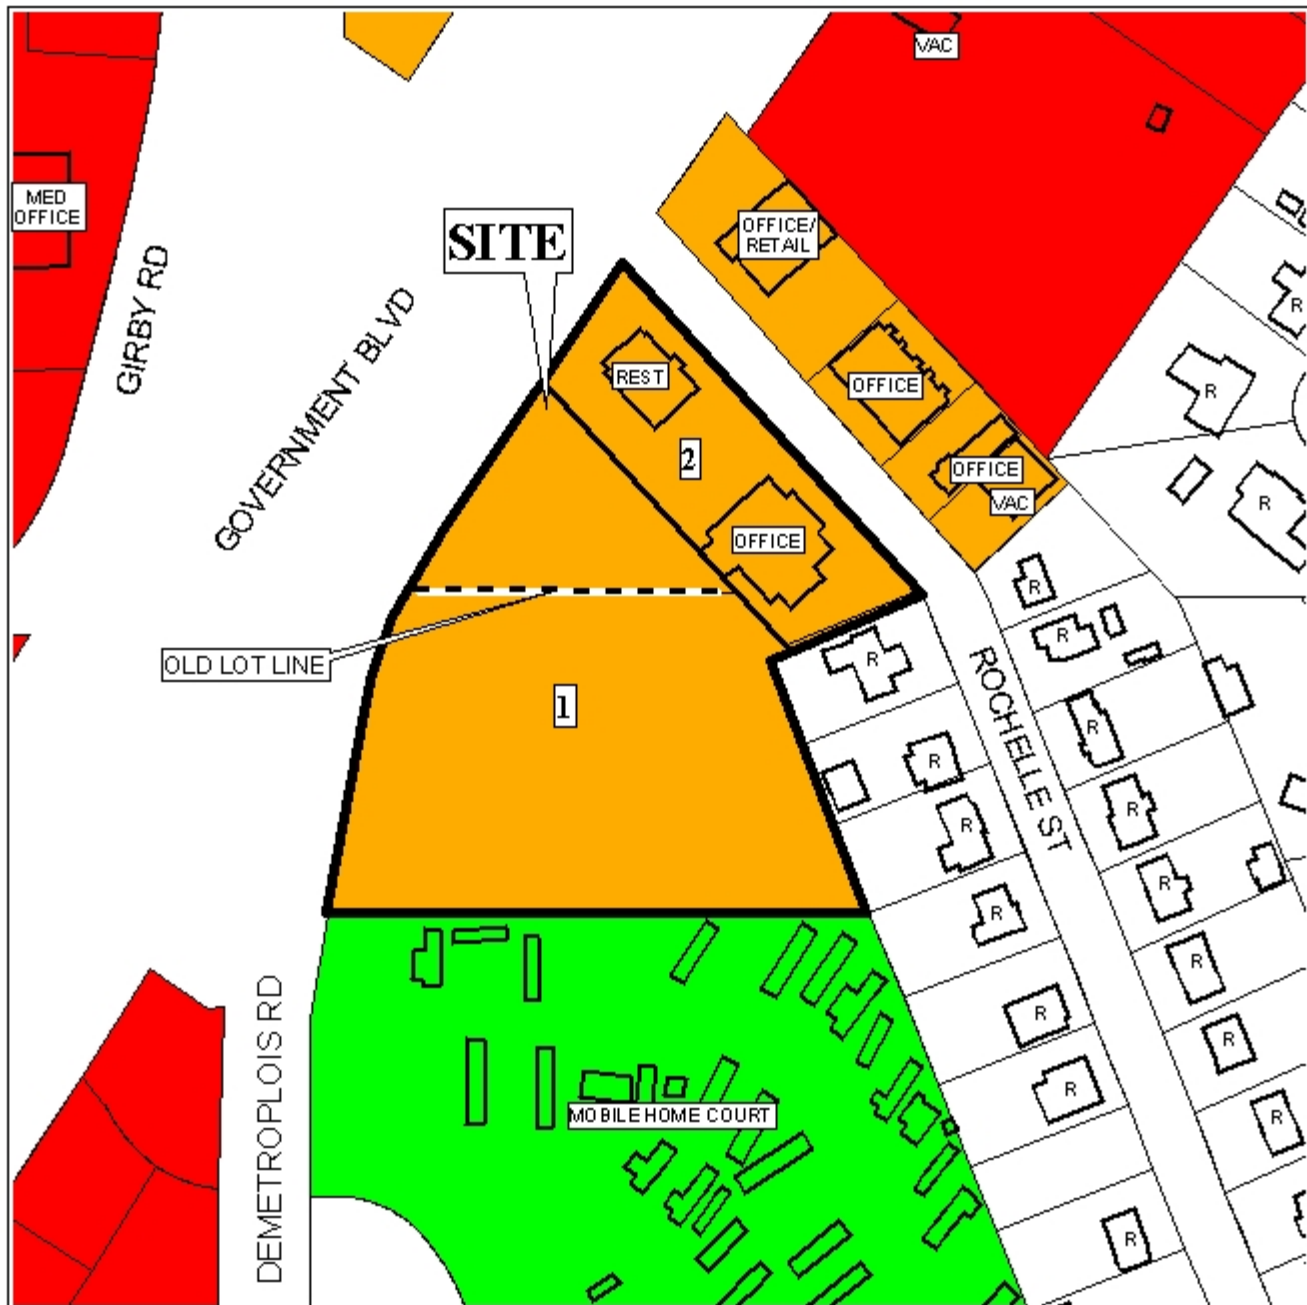 VAC
MED
OFFICE
OFFICE/
RETAIL
SITE
GIRBY RD
GOVERNMENT BLVD
R
REST
OFFICE
R
2
OFFICE
VAC
R
OFFICE
R
R
R
OLD LOT LINE
ROCHELLE ST
1
R
R
R
R
R
R
R
R
DEMETROPLOIS RD
R
R
R
MOBILE HOME COURT
R
R